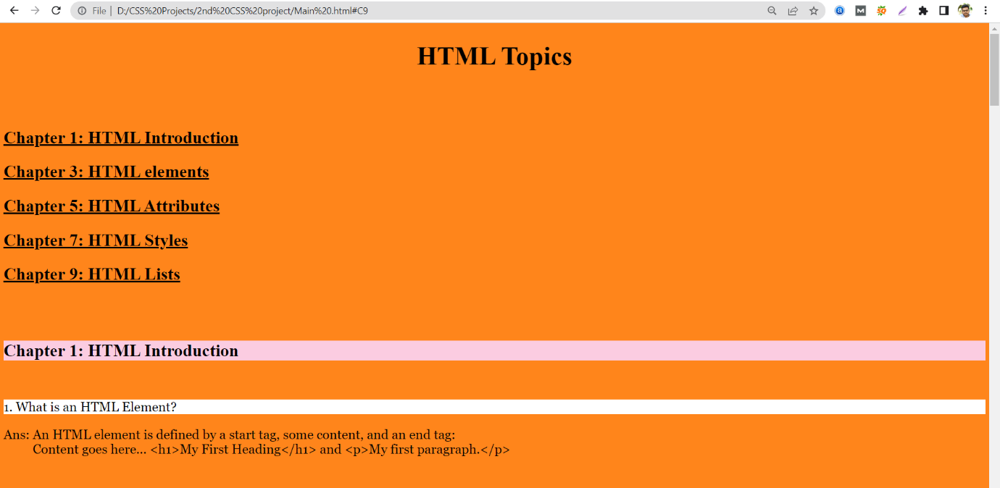 File | D:/CSS%20Projects/2nd%20CSS%20project/Main%20.html#C9
HTML Topics
Chapter 1: HTML Introduction
Chapter 3: HTML elements
Chapter 5: HTML Attributes
Chapter 7: HTML Styles
Chapter 9: HTML Lists
Chapter 1: HTML Introduction
1. What is an HTML Element?
Ans: An HTML element is defined by a start tag, some content, and an end tag:
Content goes here... <h1>My First Heading</h1> and <p>My first paragraph.</p>